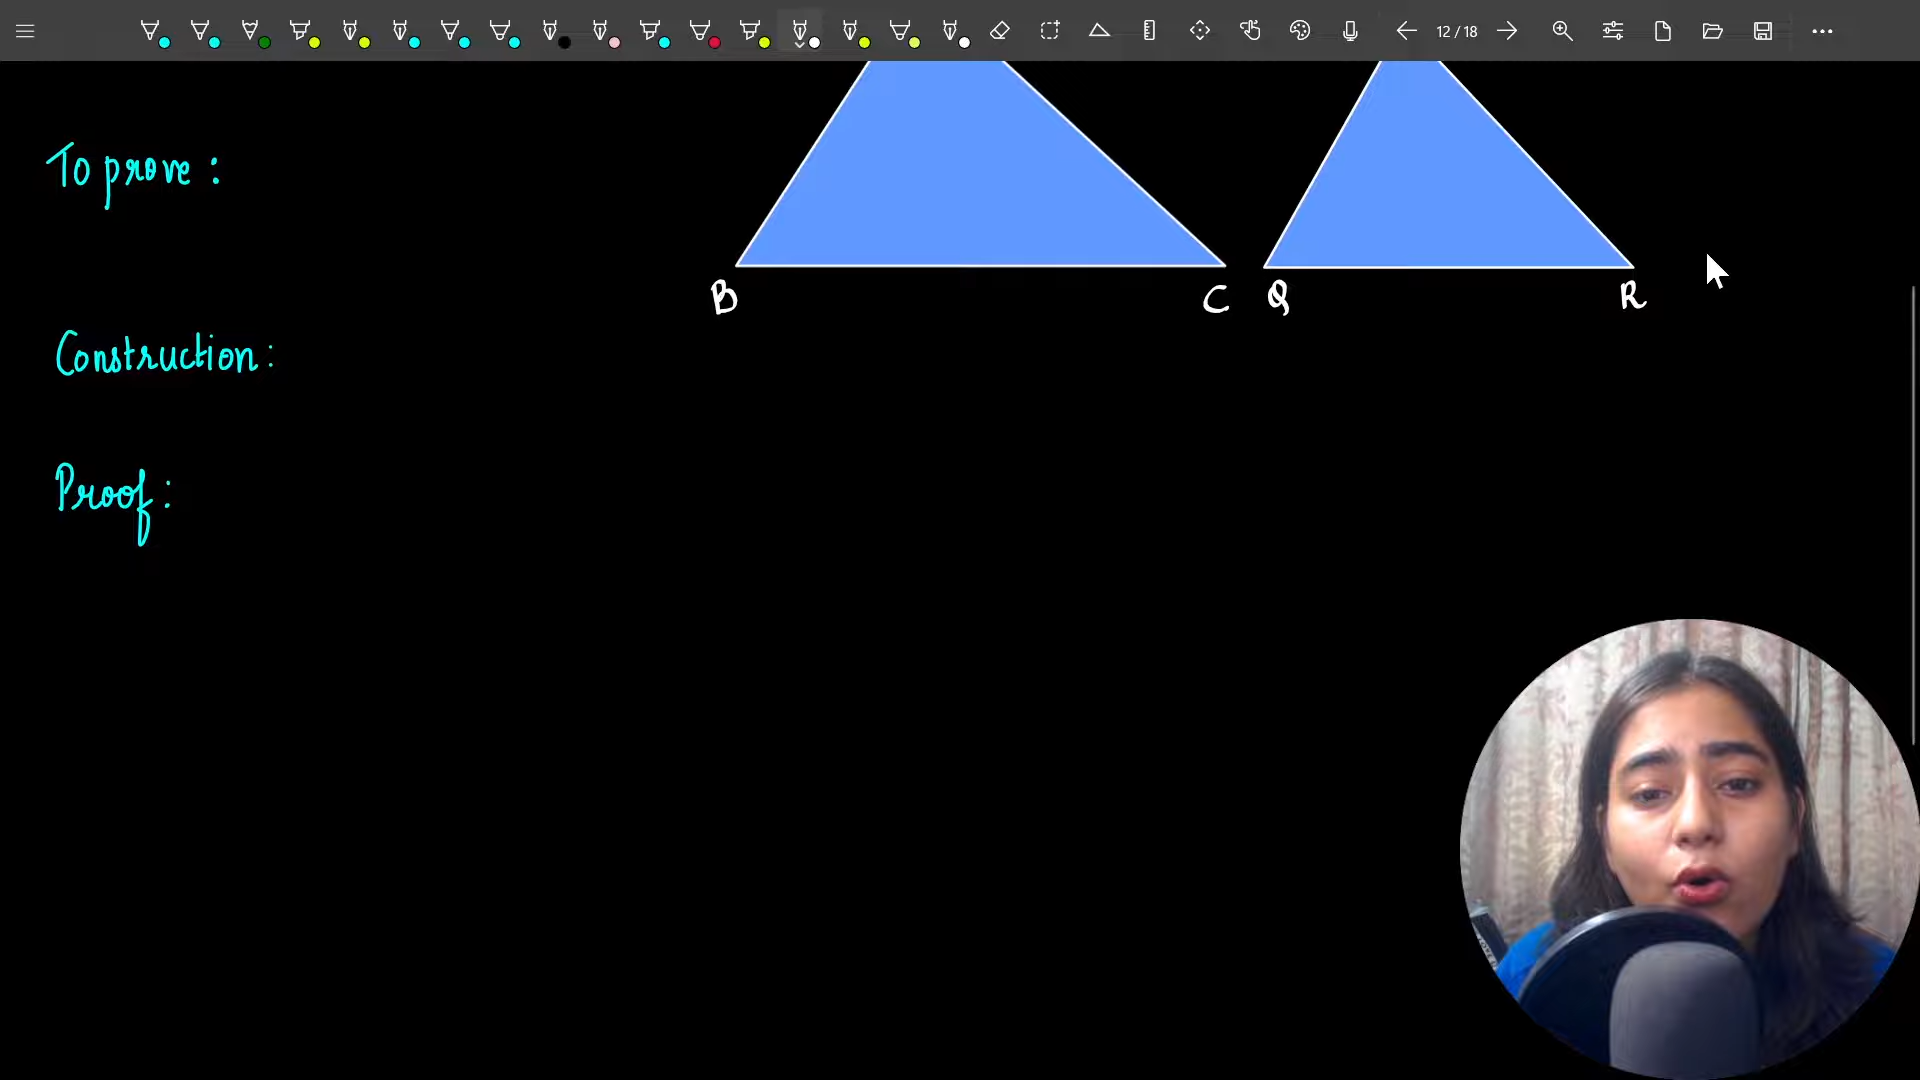 12 / 18
To prove :
B C Q R
Construction :
Proof :